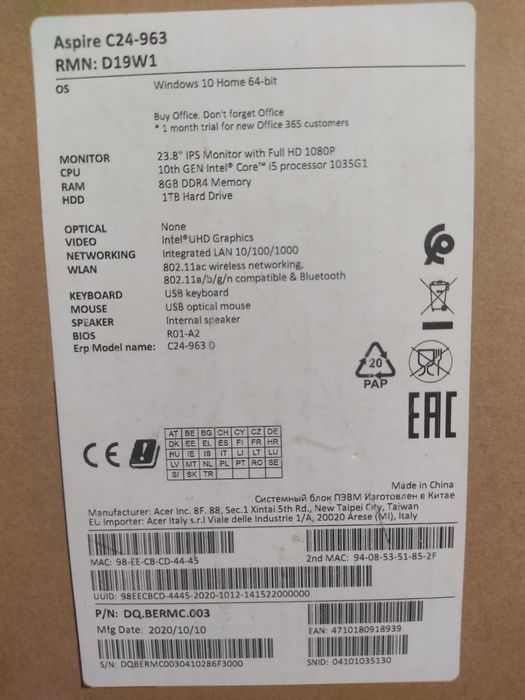 Aspire C24-963
RMN: D19W1
OS Windows 10 Home 64-bit
Buy Office. Don't forget Office
* 1 month trial for new Office 365 customers
MONITOR 23.8" IPS Monitor with Full HD 1080P
CPU 10th GEN Intel® Core™ i5 processor 1035G1
RAM 8GB DDR4 Memory
HDD 1TB Hard Drive
OPTICAL None
VIDEO Intel®UHD Graphics
NETWORKING Integrated LAN 10/100/1000
WLAN 802.11ac wireless networking,
802.11a/b/g/n compatible & Bluetooth
KEYBOARD USB keyboard
MOUSE USB optical mouse
SPEAKER Internal speaker
BIOS R01-A2
Erp Model name: C24-963 D
20
PAP
EAC
CE
AT BE BG CH CY CZ DE
DK EE EL ES FI FR HR
HU IE IS IT LI LT LU
LV MT NL PL PT RO SE
SI SK TR
Made in China
Системный блок ПЭВМ Изготовлен в Китае
Manufacturer: Acer Inc. 8F. 88, Sec.1 Xintai 5th Rd., New Taipei City, Taiwan
EU Importer: Acer Italy s.r.l Viale delle Industrie 1/A, 20020 Arese (MI), Italy
MAC: 98-EE-CB-CD-44-45 2nd MAC: 94-08-53-51-85-2F
UUID: 98EECBCD-4445-2020-1012-141522000000
P/N: DQ.BERMC.003
Mfg Date: 2020/10/10 EAN: 4710180918939
S/N: DQBERMC0030410286F3000 SNID: 04101035130